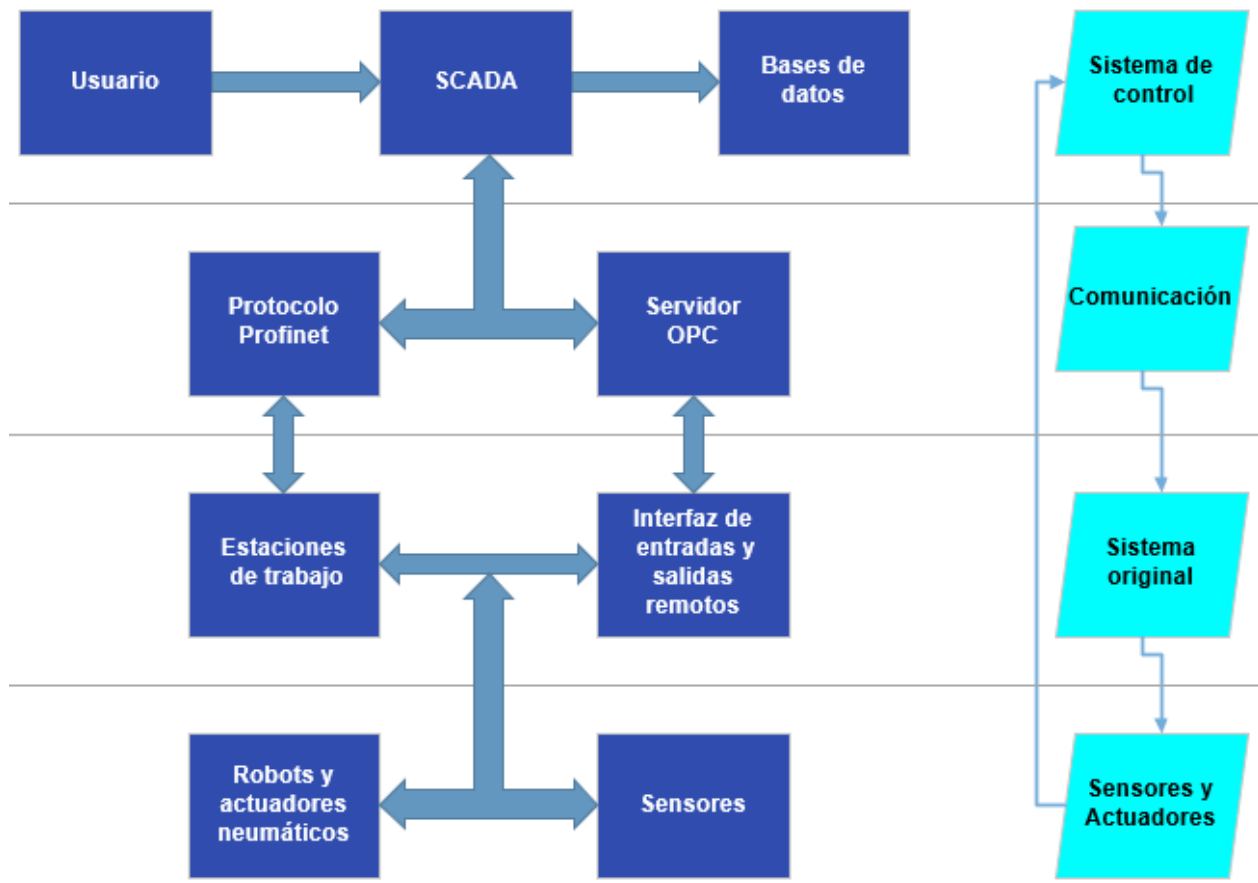 Usuario
SCADA
Bases de
datos
Sistema de
control
Protocolo
Profinet
Servidor
OPC
Comunicación
Estaciones
de trabajo
Interfaz de
entradas y
salidas
remotos
Sistema
original
Robots y
actuadores
neumáticos
Sensores
Sensores y
Actuadores